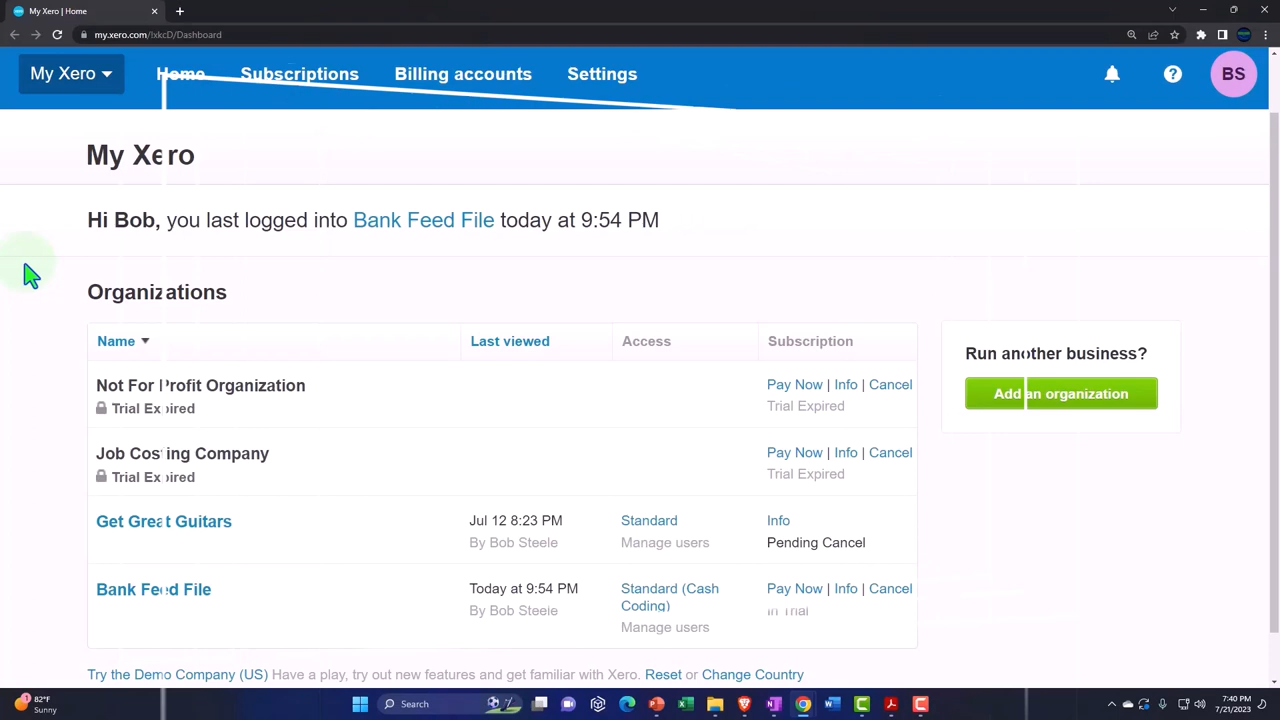 My Xero | Home
my.xero.com/!xkcD/Dashboard
My Xero Home Subscriptions Billing accounts Settings BS
My Xero
Hi Bob, you last logged into Bank Feed File today at 9:54 PM
Organizations
Name Last viewed Access Subscription
Not For Profit Organization Pay Now | Info | Cancel
Trial Expired Trial Expired
Job Costing Company Pay Now | Info | Cancel
Trial Expired Trial Expired
Get Great Guitars Jul 12 8:23 PM Standard Info
By Bob Steele Manage users Pending Cancel
Bank Feed File Today at 9:54 PM Standard (Cash Coding) Pay Now | Info | Cancel
By Bob Steele Manage users In Trial
Run another business?
Add an organization
Try the Demo Company (US) Have a play, try out new features and get familiar with Xero. Reset or Change Country
1
82°F
Sunny
Search
7:40 PM
7/21/2023